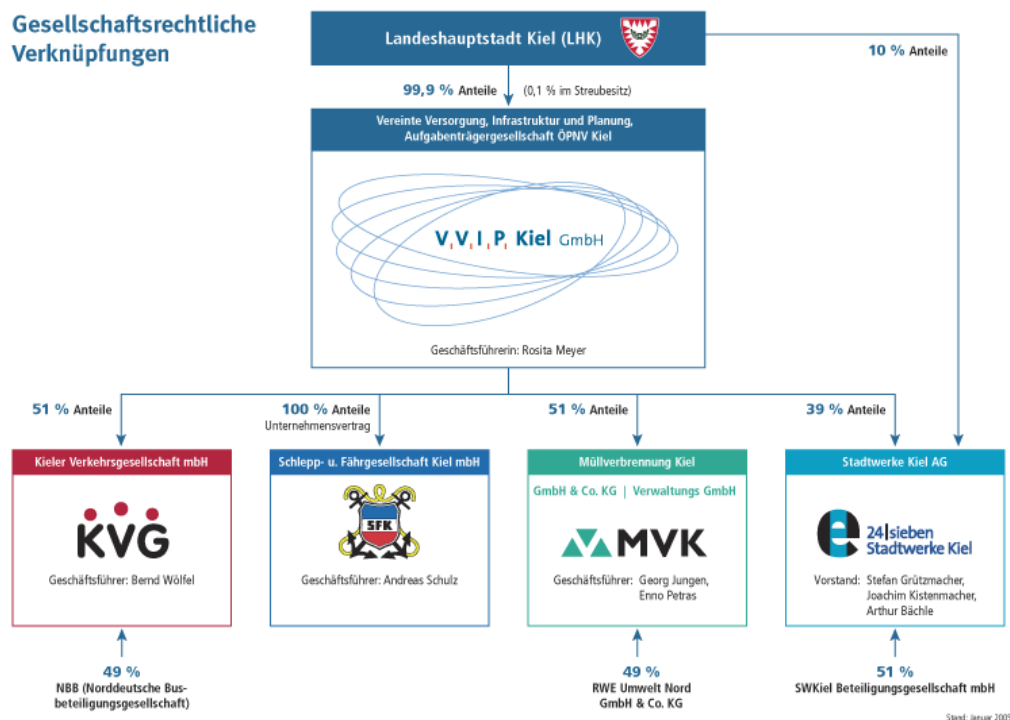 Gesellschaftsrechtliche
Verknüpfungen
Landeshauptstadt Kiel (LHK)
10 % Anteile
99,9 % Anteile (0,1 % im Streubesitz)
Vereinte Versorgung, Infrastruktur und Planung,
Aufgabenträgergesellschaft ÖPNV Kiel
V,V,I,P, Kiel GmbH
Geschäftsführerin: Rosita Meyer
51 % Anteile
100 % Anteile
Unternehmensvertrag
51 % Anteile
39 % Anteile
Kieler Verkehrsgesellschaft mbH
KVG
Geschäftsführer: Bernd Wölfel
Schlepp- u. Fährgesellschaft Kiel mbH
SFK
Geschäftsführer: Andreas Schulz
Müllverbrennung Kiel
GmbH & Co. KG | Verwaltungs GmbH
MVK
Geschäftsführer: Georg Jungen,
Enno Petras
Stadtwerke Kiel AG
e 24|sieben
Stadtwerke Kiel
Vorstand: Stefan Grützmacher,
Joachim Kistenmacher,
Arthur Bächle
49 %
NBB (Norddeutsche Bus-
beteiligungsgesellschaft)
49 %
RWE Umwelt Nord
GmbH & Co. KG
51 %
SWKiel Beteiligungsgesellschaft mbH
Stand: Januar 2005